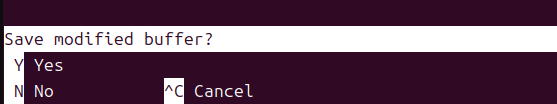 Save modified buffer?
Y Yes
N No ^C Cancel